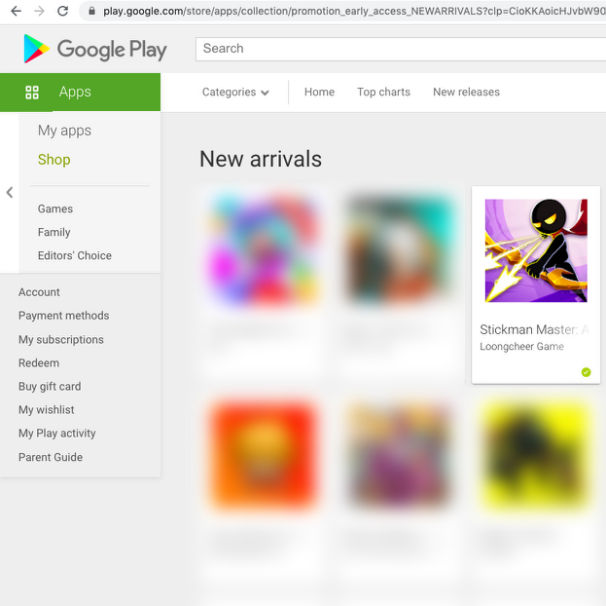 play.google.com/store/apps/collection/promotion_early_access_NEWARRIVALS?clp=CioKKAoicHJvbW90
Google Play
Search
Apps
Categories
Home
Top charts
New releases
My apps
Shop
Games
Family
Editors' Choice
Account
Payment methods
My subscriptions
Redeem
Buy gift card
My wishlist
My Play activity
Parent Guide
New arrivals
Stickman Master: A
Loongcheer Game